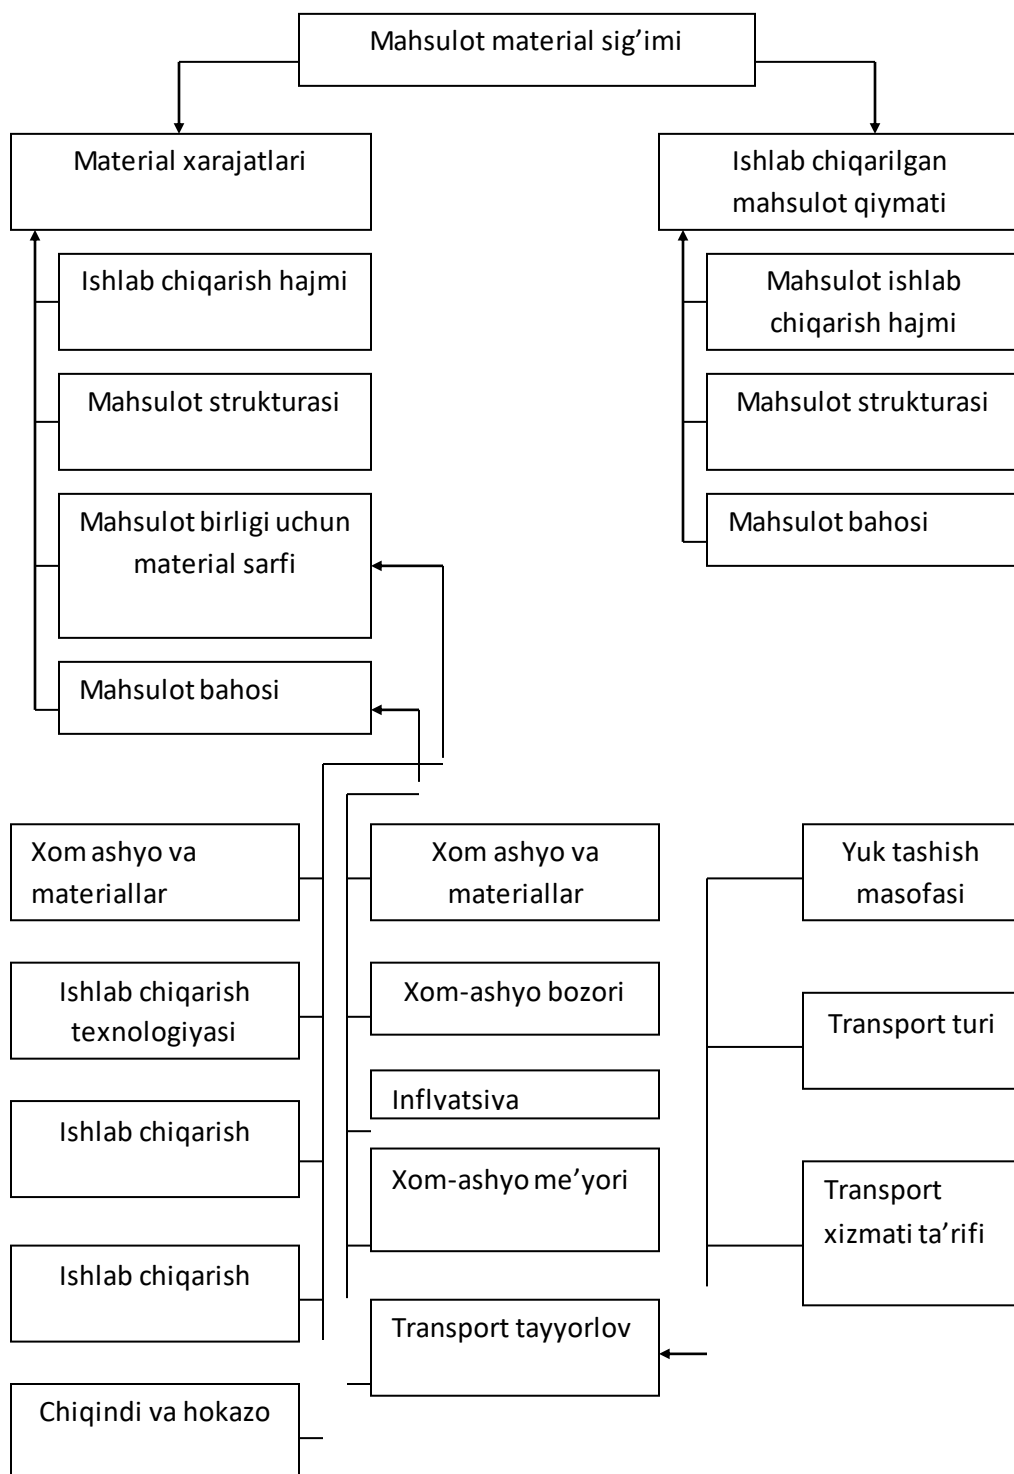 Mahsulot material sig’imi
Material xarajatlari
Ishlab chiqarilgan
mahsulot qiymati
Ishlab chiqarish hajmi
Mahsulot ishlab
chiqarish hajmi
Mahsulot strukturasi
Mahsulot strukturasi
Mahsulot birligi uchun
material sarfi
Mahsulot bahosi
Mahsulot bahosi
Xom ashyo va
materiallar
Xom ashyo va
materiallar
Yuk tashish
masofasi
Ishlab chiqarish
texnologiyasi
Xom-ashyo bozori
Transport turi
Inflvatsiva
Ishlab chiqarish
Xom-ashyo me’yori
Transport
xizmati ta’rifi
Ishlab chiqarish
Transport tayyorlov
Chiqindi va hokazo